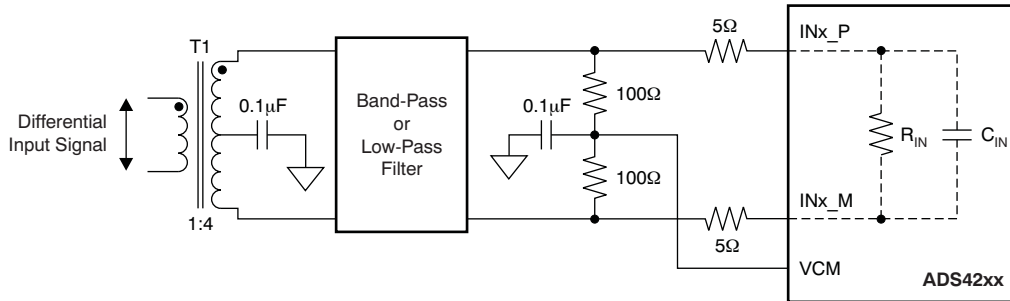 T1
Differential
Input Signal
0.1µF
1:4
Band-Pass
or
Low-Pass
Filter
0.1µF
100Ω
100Ω
5Ω
5Ω
INx_P
R_IN
C_IN
INx_M
VCM
ADS42xx